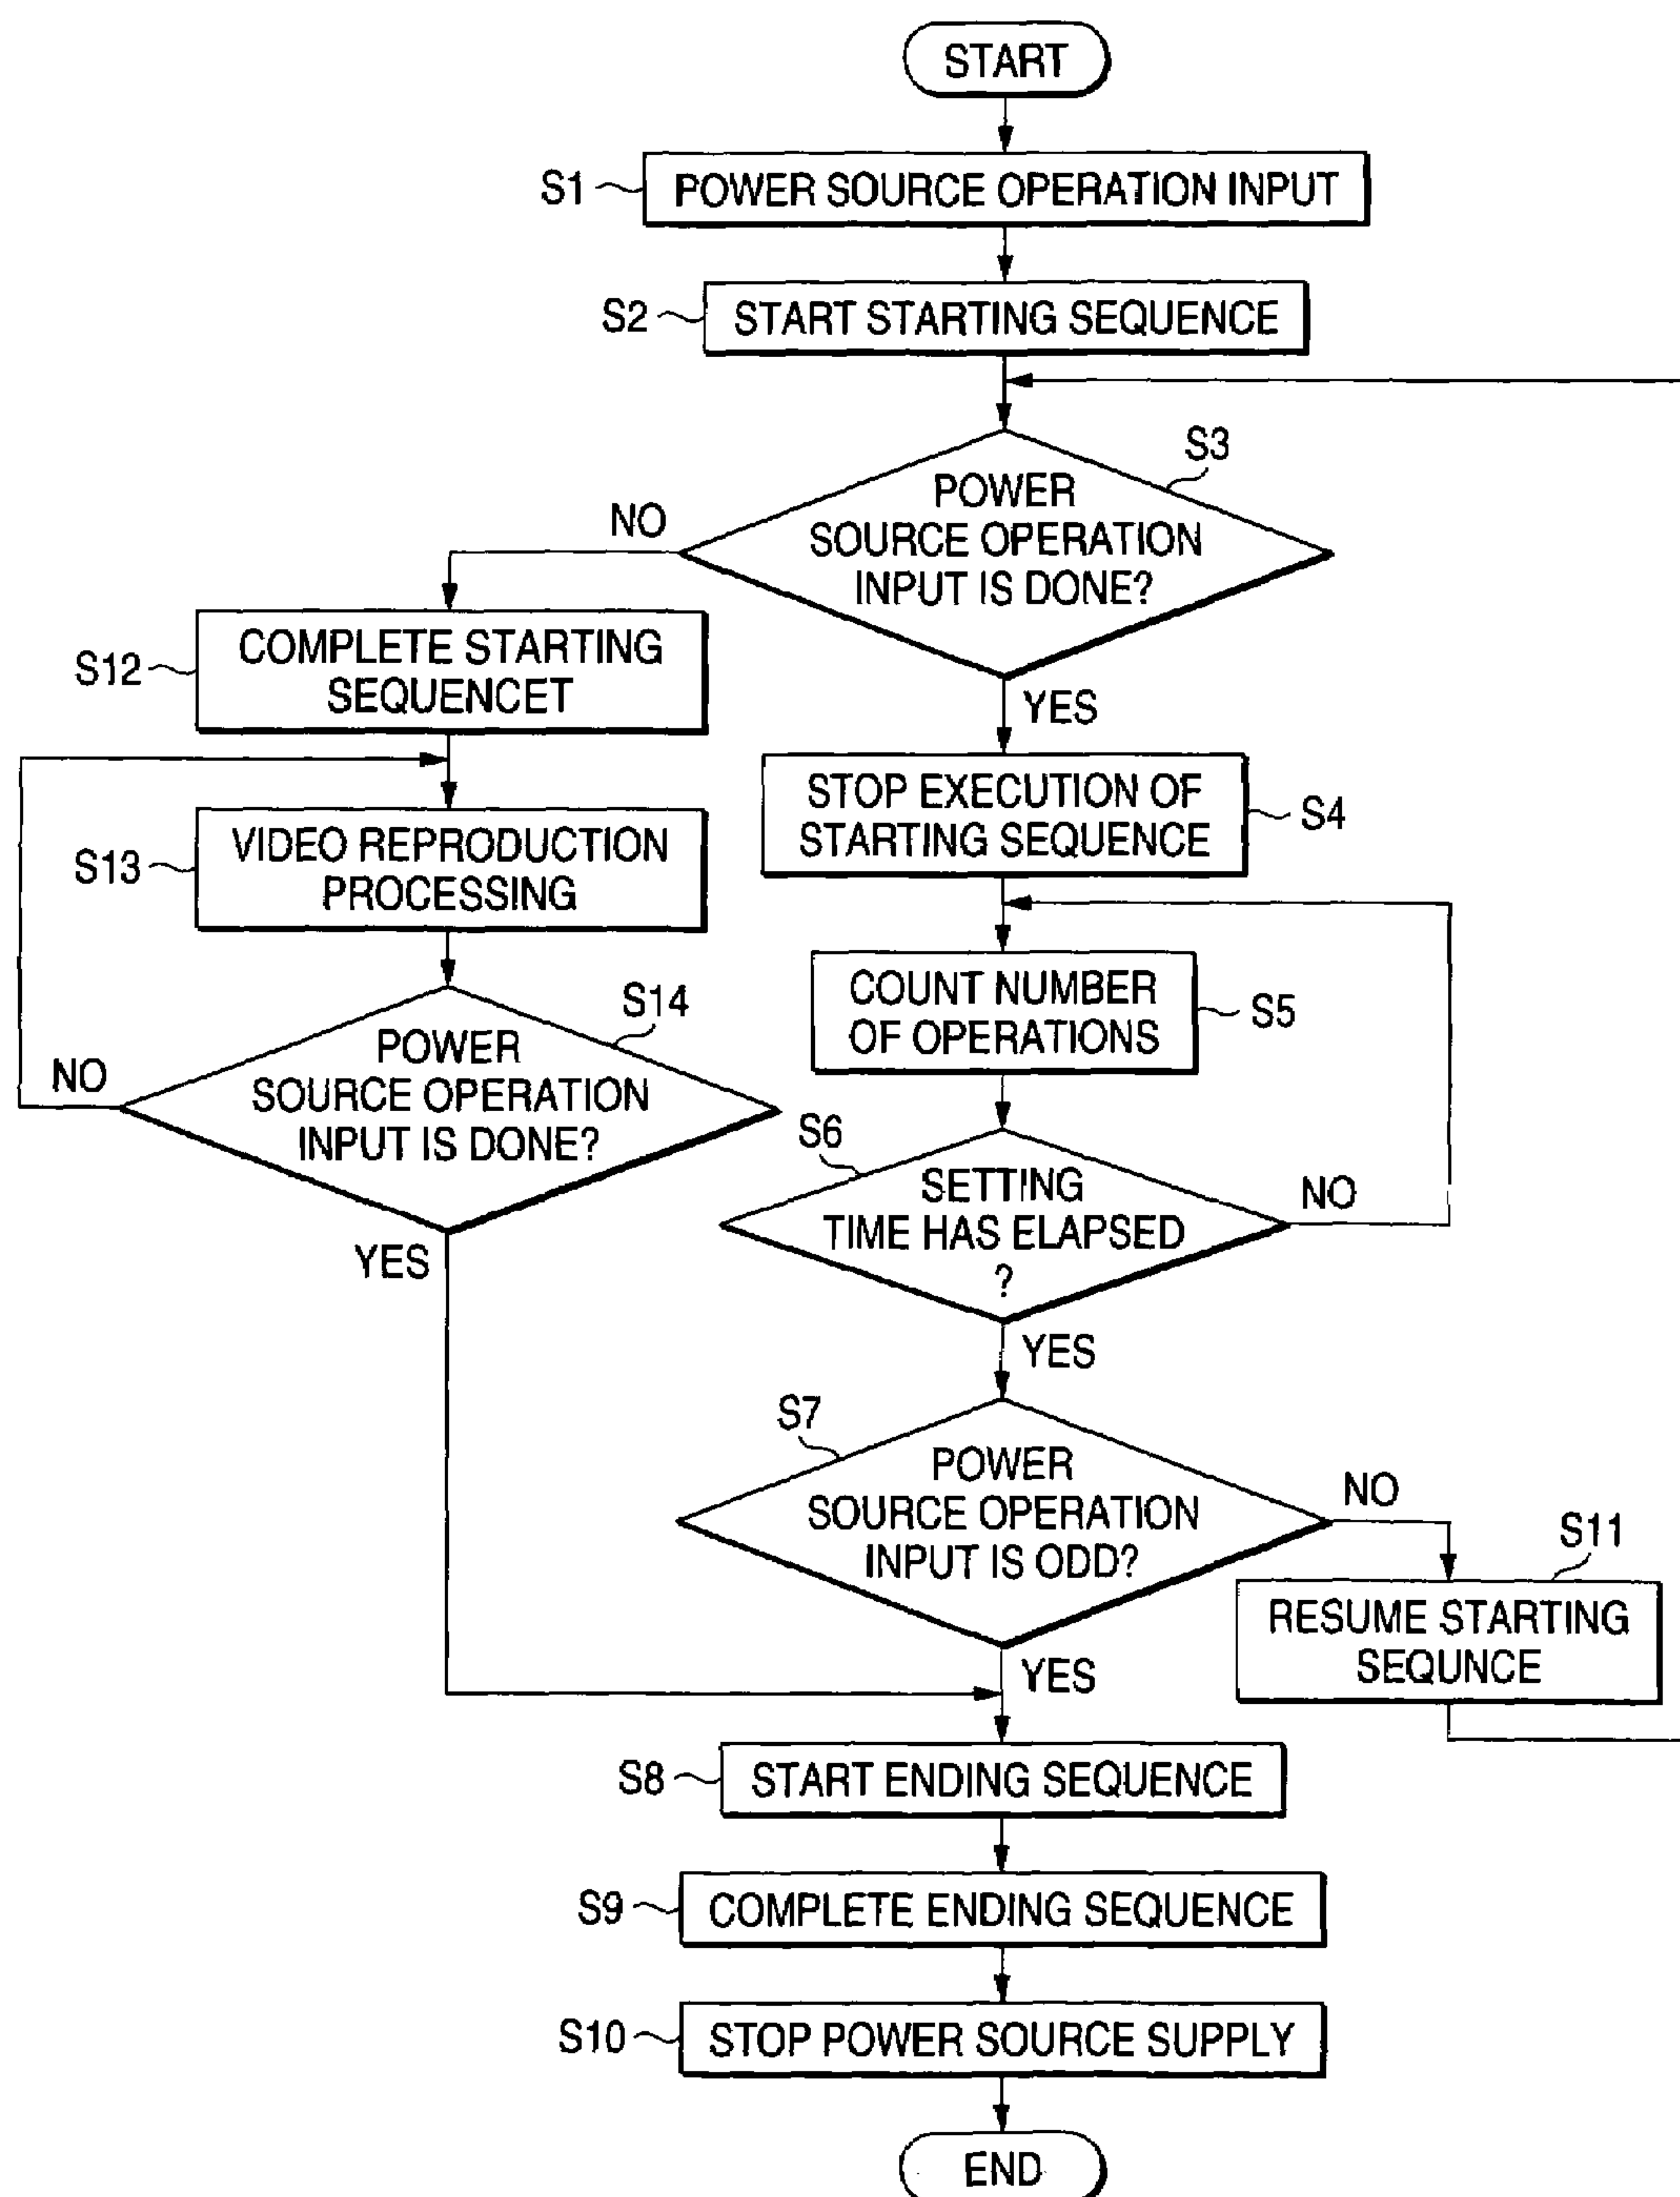 START
S1
POWER SOURCE OPERATION INPUT
S2
START STARTING SEQUENCE
S3
POWER
SOURCE OPERATION
INPUT IS DONE?
NO
YES
S12
COMPLETE STARTING
SEQUENCET
S4
STOP EXECUTION OF
STARTING SEQUENCE
S13
VIDEO REPRODUCTION
PROCESSING
S5
COUNT NUMBER
OF OPERATIONS
S14
POWER
SOURCE OPERATION
INPUT IS DONE?
NO
YES
S6
SETTING
TIME HAS ELAPSED
?
NO
YES
S7
POWER
SOURCE OPERATION
INPUT IS ODD?
NO
YES
S11
RESUME STARTING
SEQUNCE
S8
START ENDING SEQUENCE
S9
COMPLETE ENDING SEQUENCE
S10
STOP POWER SOURCE SUPPLY
END